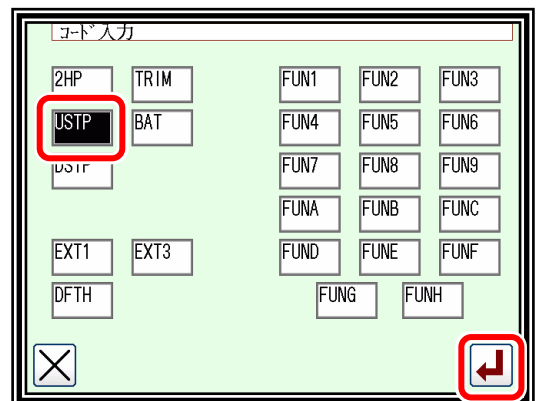 コード入力
2HP TRIM FUN1 FUN2 FUN3
USTP BAT FUN4 FUN5 FUN6
DSTP FUN7 FUN8 FUN9
FUNA FUNB FUNC
EXT1 EXT3 FUND FUNE FUNF
DFTH FUNG FUNH